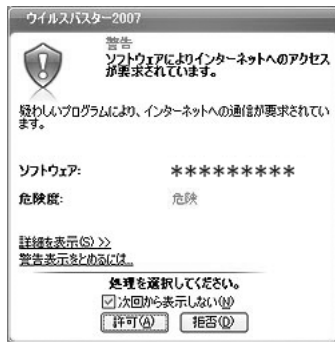 ウイルスバスター2007
警告
ソフトウェアによりインターネットへのアクセス
が要求されています。
疑わしいプログラムにより、インターネットへの通信が要求されてい
ます。
ソフトウェア: *********
危険度: 危険
詳細を表示(S) >>
警告表示をとめるには...
処理を選択してください。
次回から表示しない(N)
許可(A) 拒否(D)